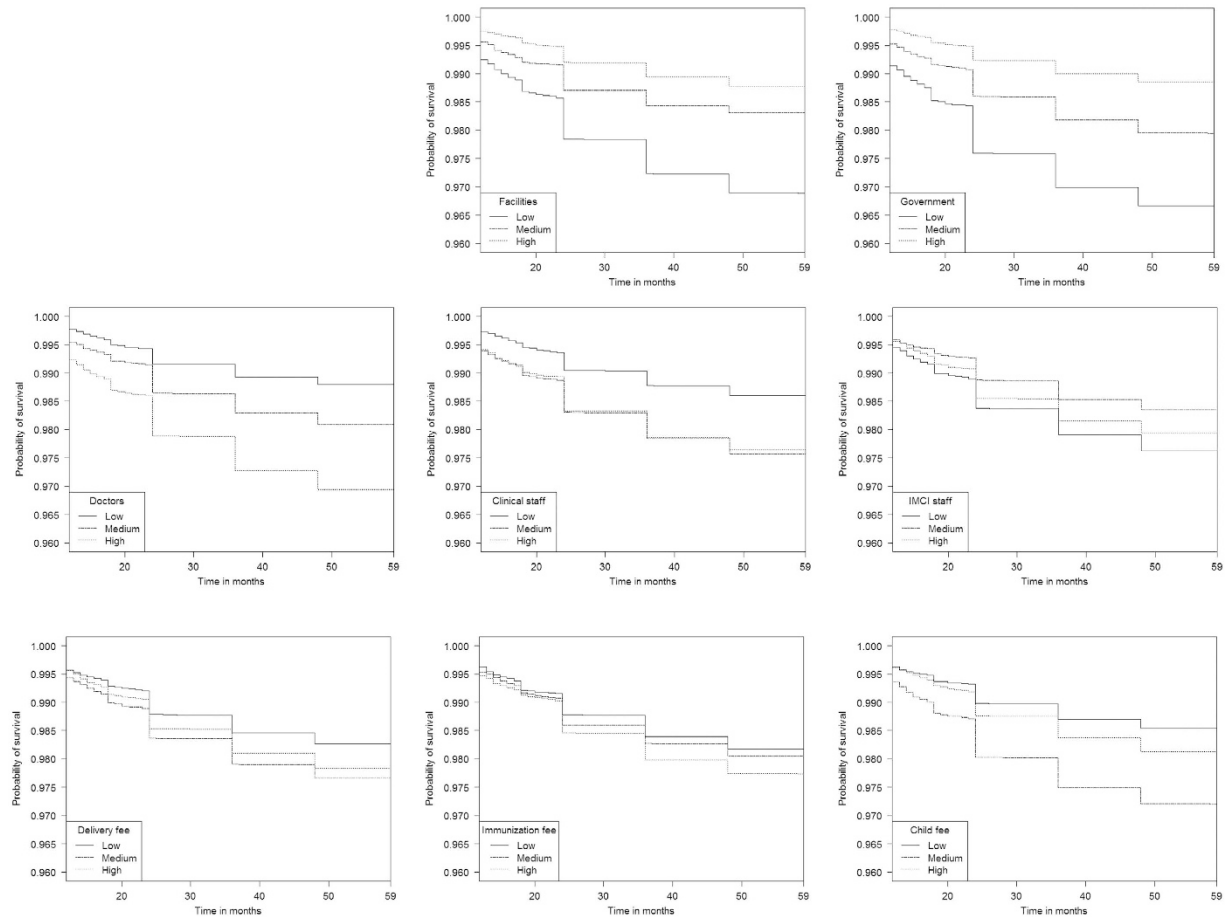 1.000
0.995
0.990
0.985
0.980
0.975
0.970
0.965
0.960
Probability of survival
Facilities
Low
Medium
High
20 30 40 50 59
Time in months
1.000
0.995
0.990
0.985
0.980
0.975
0.970
0.965
0.960
Probability of survival
Government
Low
Medium
High
20 30 40 50 59
Time in months
1.000
0.995
0.990
0.985
0.980
0.975
0.970
0.965
0.960
Probability of survival
Doctors
Low
Medium
High
20 30 40 50 59
Time in months
1.000
0.995
0.990
0.985
0.980
0.975
0.970
0.965
0.960
Probability of survival
Clinical staff
Low
Medium
High
20 30 40 50 59
Time in months
1.000
0.995
0.990
0.985
0.980
0.975
0.970
0.965
0.960
Probability of survival
IMCI staff
Low
Medium
High
20 30 40 50 59
Time in months
1.000
0.995
0.990
0.985
0.980
0.975
0.970
0.965
0.960
Probability of survival
Delivery fee
Low
Medium
High
20 30 40 50 59
Time in months
1.000
0.995
0.990
0.985
0.980
0.975
0.970
0.965
0.960
Probability of survival
Immunization fee
Low
Medium
High
20 30 40 50 59
Time in months
1.000
0.995
0.990
0.985
0.980
0.975
0.970
0.965
0.960
Probability of survival
Child fee
Low
Medium
High
20 30 40 50 59
Time in months